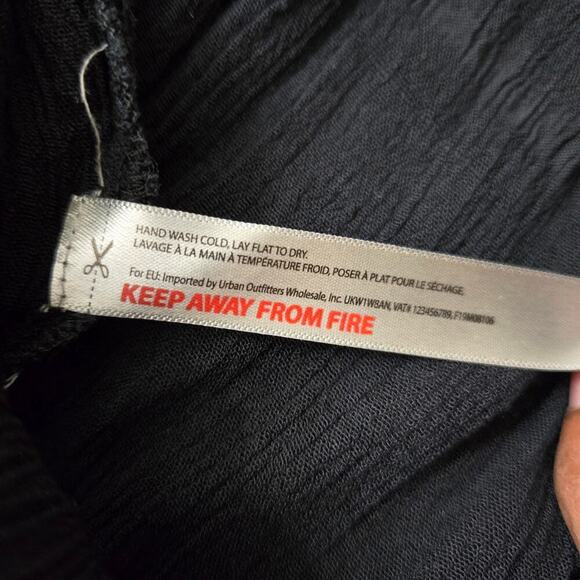 HAND WASH COLD, LAY FLAT TO DRY.
LAVAGE À LA MAIN À TEMPÉRATURE FROID, POSER À PLAT POUR LE SÉCHAGE.
For EU: Imported by Urban Outfitters Wholesale, Inc. UKW1W8AN, VAT# 123456789, F19M08106
KEEP AWAY FROM FIRE